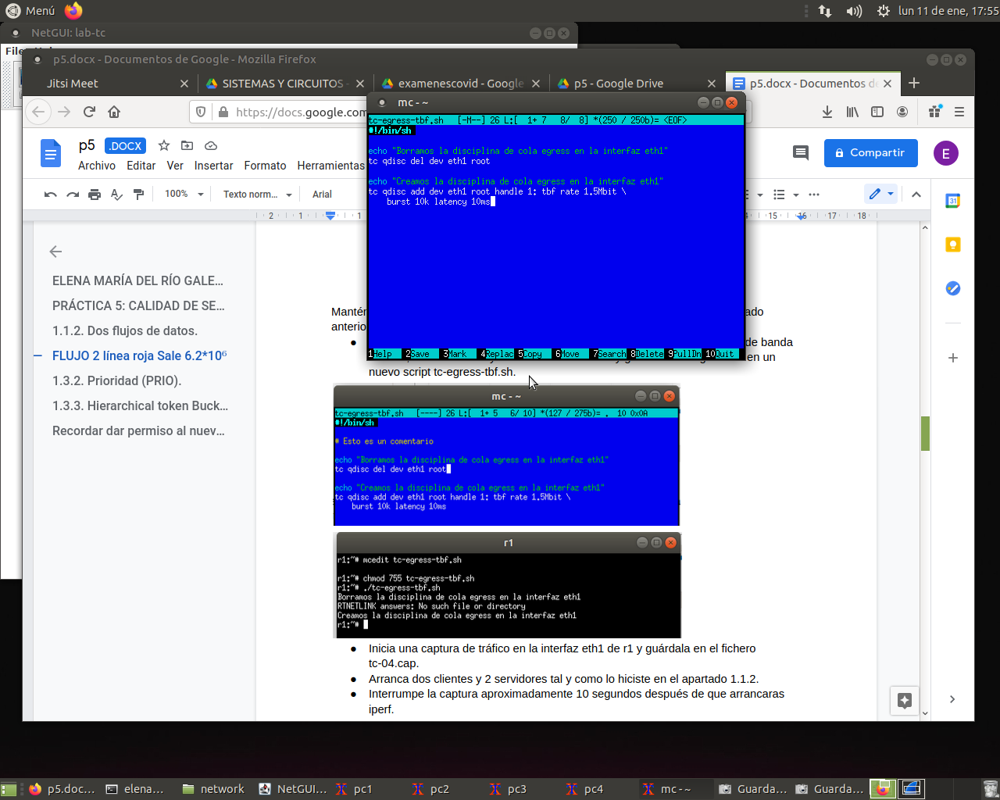 Menú
lun 11 de ene, 17:55
NetGUI: lab-tc
File
p5.docx - Documentos de Google - Mozilla Firefox
Jitsi Meet
SISTEMAS Y CIRCUITOS -
examenescovid - Google
p5 - Google Drive
p5.docx - Documentos de
https://docs.google.com
mc - ~
tc-egress-tbf.sh [-M--] 26 L:[ 1+ 7 8/ 8] *(250 / 250b)= <EOF>
#!/bin/sh
echo "Borramos la disciplina de cola egress en la interfaz eth1"
tc qdisc del dev eth1 root
echo "Creamos la disciplina de cola egress en la interfaz eth1"
tc qdisc add dev eth1 root handle 1: tbf rate 1.5Mbit \
burst 10k latency 10ms
1Help 2Save 3Mark 4Replac 5Copy 6Move 7Search 8Delete 9PullDn 10Quit
p5 .DOCX
Archivo Editar Ver Insertar Formato Herramientas
Compartir
E
100% Texto norm... Arial
2 1 1 15 16 17 18
31
ELENA MARÍA DEL RÍO GALE...
PRÁCTICA 5: CALIDAD DE SE...
1.1.2. Dos flujos de datos.
FLUJO 2 línea roja Sale 6.2*10⁶
1.3.2. Prioridad (PRIO).
1.3.3. Hierarchical token Buck...
Recordar dar permiso al nuev...
Mantén
ado
anterio
● de banda
en un
nuevo script tc-egress-tbf.sh.
mc - ~
tc-egress-tbf.sh [----] 26 L:[ 1+ 5 6/ 10] *(127 / 275b)= . 10 0x0A
#!/bin/sh
# Esto es un comentario
echo "Borramos la disciplina de cola egress en la interfaz eth1"
tc qdisc del dev eth1 root
echo "Creamos la disciplina de cola egress en la interfaz eth1"
tc qdisc add dev eth1 root handle 1: tbf rate 1.5Mbit \
burst 10k latency 10ms
r1
r1:~# mcedit tc-egress-tbf.sh
r1:~# chmod 755 tc-egress-tbf.sh
r1:~# ./tc-egress-tbf.sh
Borramos la disciplina de cola egress en la interfaz eth1
RTNETLINK answers: No such file or directory
Creamos la disciplina de cola egress en la interfaz eth1
r1:~#
● Inicia una captura de tráfico en la interfaz eth1 de r1 y guárdala en el fichero
tc-04.cap.
● Arranca dos clientes y 2 servidores tal y como lo hiciste en el apartado 1.1.2.
● Interrumpe la captura aproximadamente 10 segundos después de que arrancaras
iperf.
p5.doc... elena... network NetGUI... pc1 pc2 pc3 pc4 mc - ~ Guarda... Guarda...